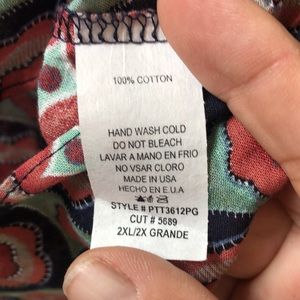 100% COTTON
HAND WASH COLD
DO NOT BLEACH
LAVAR A MANO EN FRIO
NO VSAR CLORO
MADE IN USA
HECHO EN E.U.A
STYLE # PTT3612PG
CUT # 5689
2XL/2X GRANDE